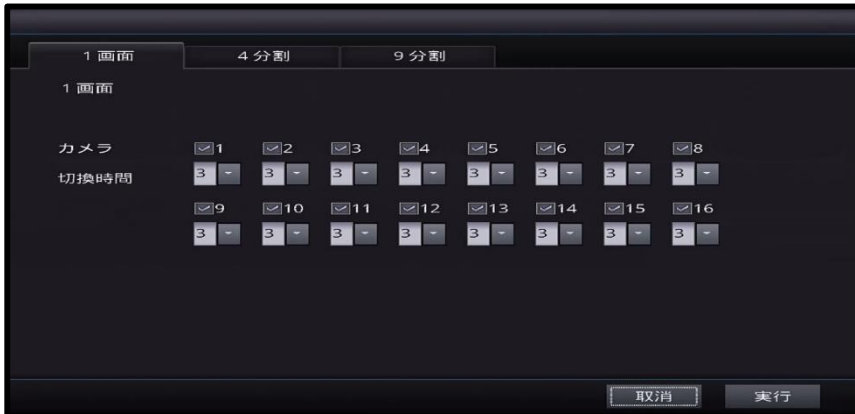 1 画面 4 分割 9 分割
1 画面
カメラ 1 2 3 4 5 6 7 8
切換時間 3 3 3 3 3 3 3 3
9 10 11 12 13 14 15 16
3 3 3 3 3 3 3 3
取消 実行